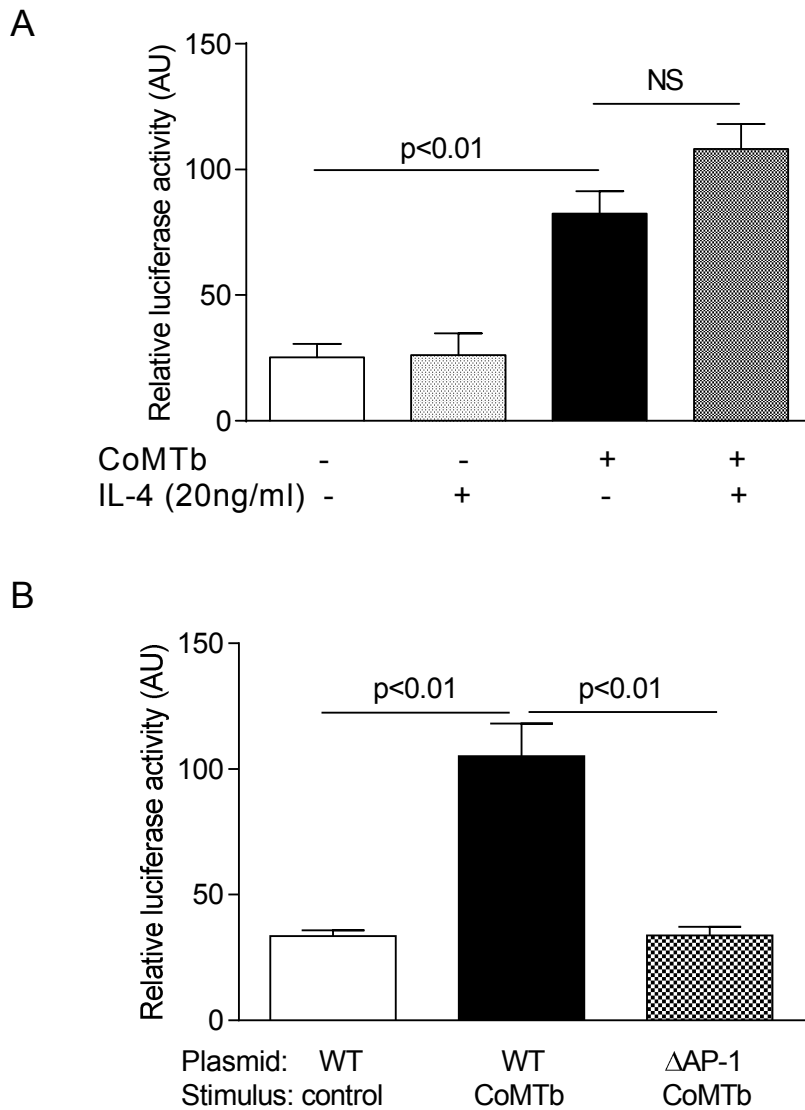 A
Relative luciferase activity (AU)
150
100
50
0
NS
p<0.01
CoMTb - - + +
IL-4 (20ng/ml) - + - +
B
Relative luciferase activity (AU)
150
100
50
0
p<0.01 p<0.01
Plasmid: WT WT ΔAP-1
Stimulus: control CoMTb CoMTb